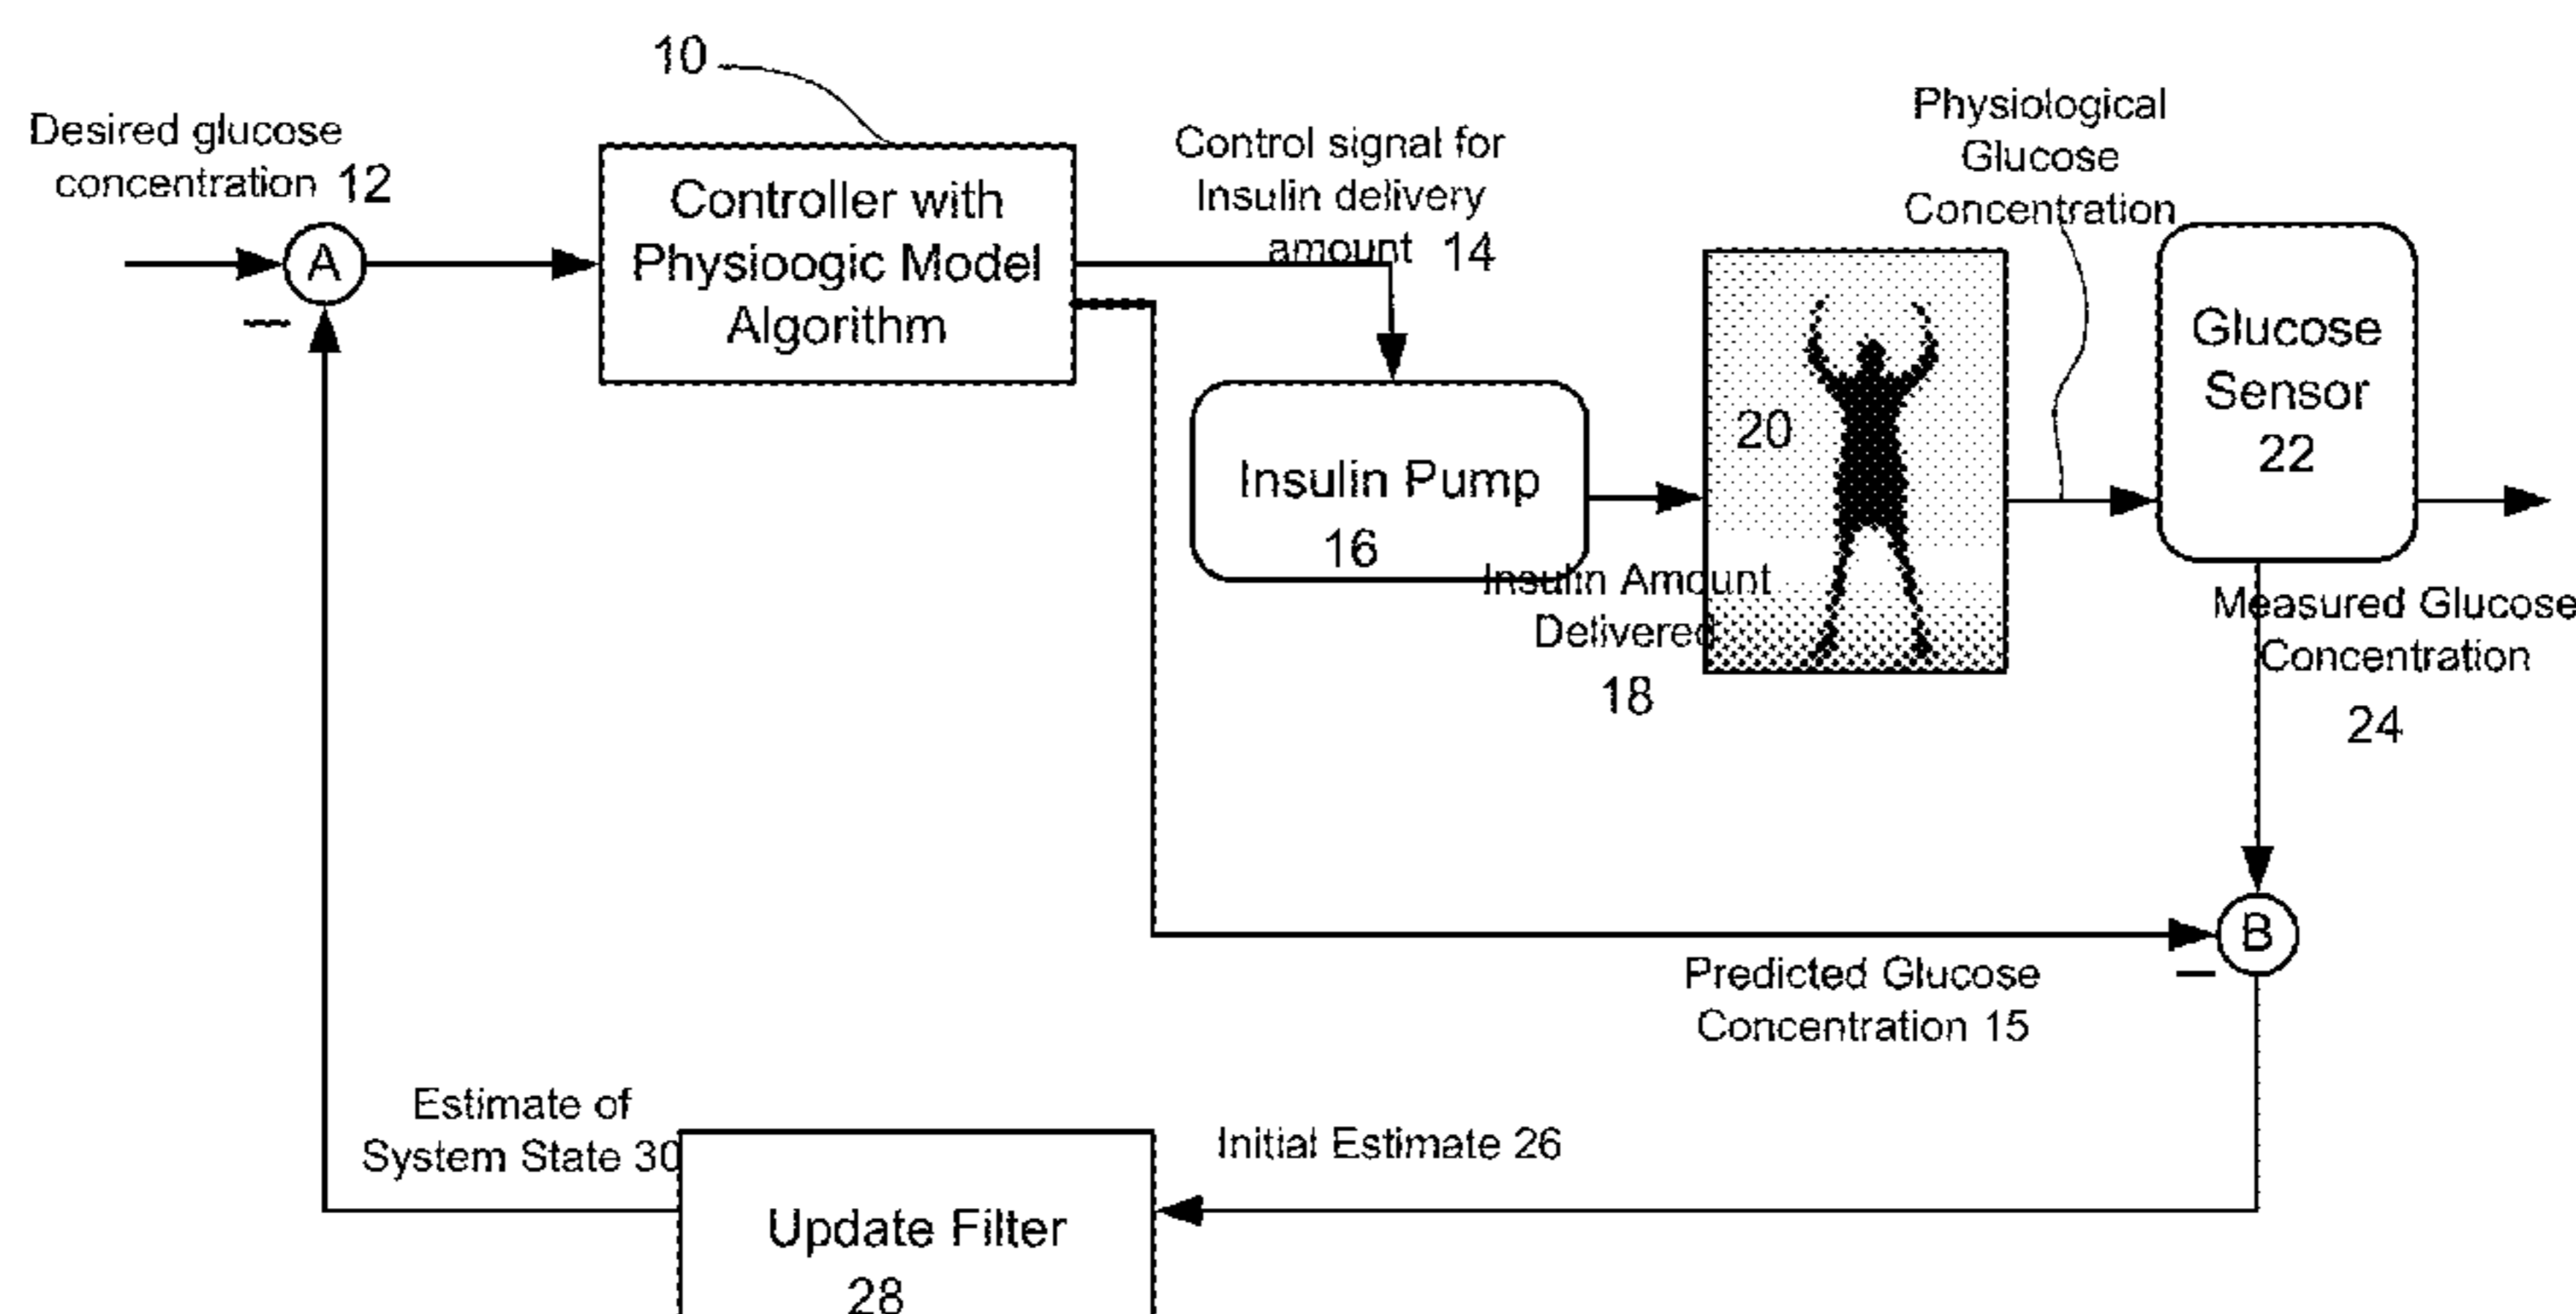 10
Desired glucose
concentration 12
A
Controller with
Physioogic Model
Algorithm
Control signal for
Insulin delivery
amount 14
Physiological
Glucose
Concentration
Glucose
Sensor
22
20
Insulin Pump
16
Insulin Amount
Delivered
18
Measured Glucose
Concentration
24
B
Predicted Glucose
Concentration 15
Estimate of
System State 30
Initial Estimate 26
Update Filter
28